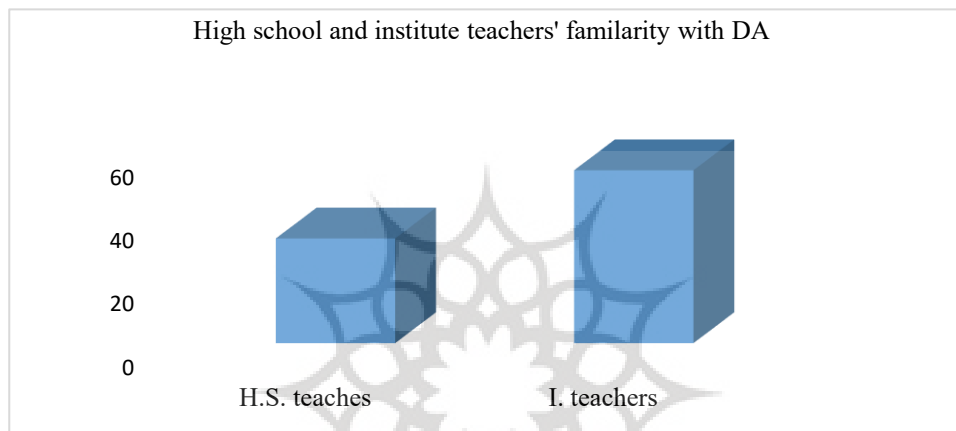 High school and institute teachers' familarity with DA
60
40
20
0
H.S. teaches I. teachers